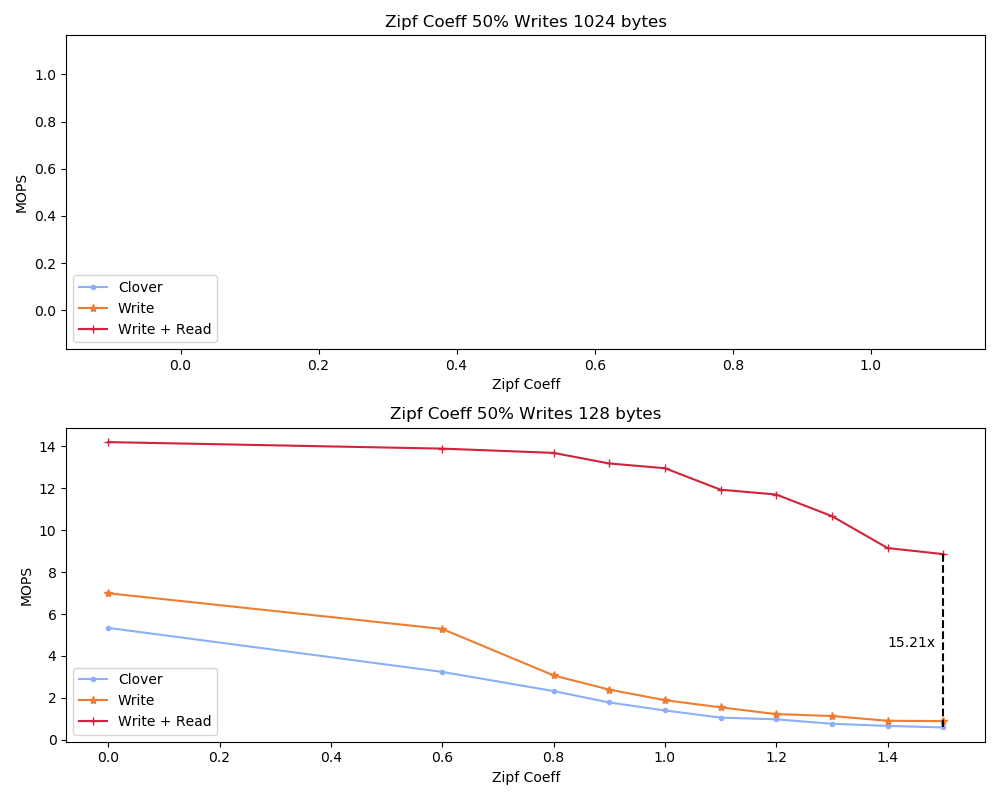 Zipf Coeff 50% Writes 1024 bytes
1.0
0.8
0.6
0.4
0.2
0.0
MOPS
Clover
Write
Write + Read
0.0 0.2 0.4 0.6 0.8 1.0
Zipf Coeff
Zipf Coeff 50% Writes 128 bytes
14
12
10
8
6
4
2
0
MOPS
15.21x
Clover
Write
Write + Read
0.0 0.2 0.4 0.6 0.8 1.0 1.2 1.4
Zipf Coeff